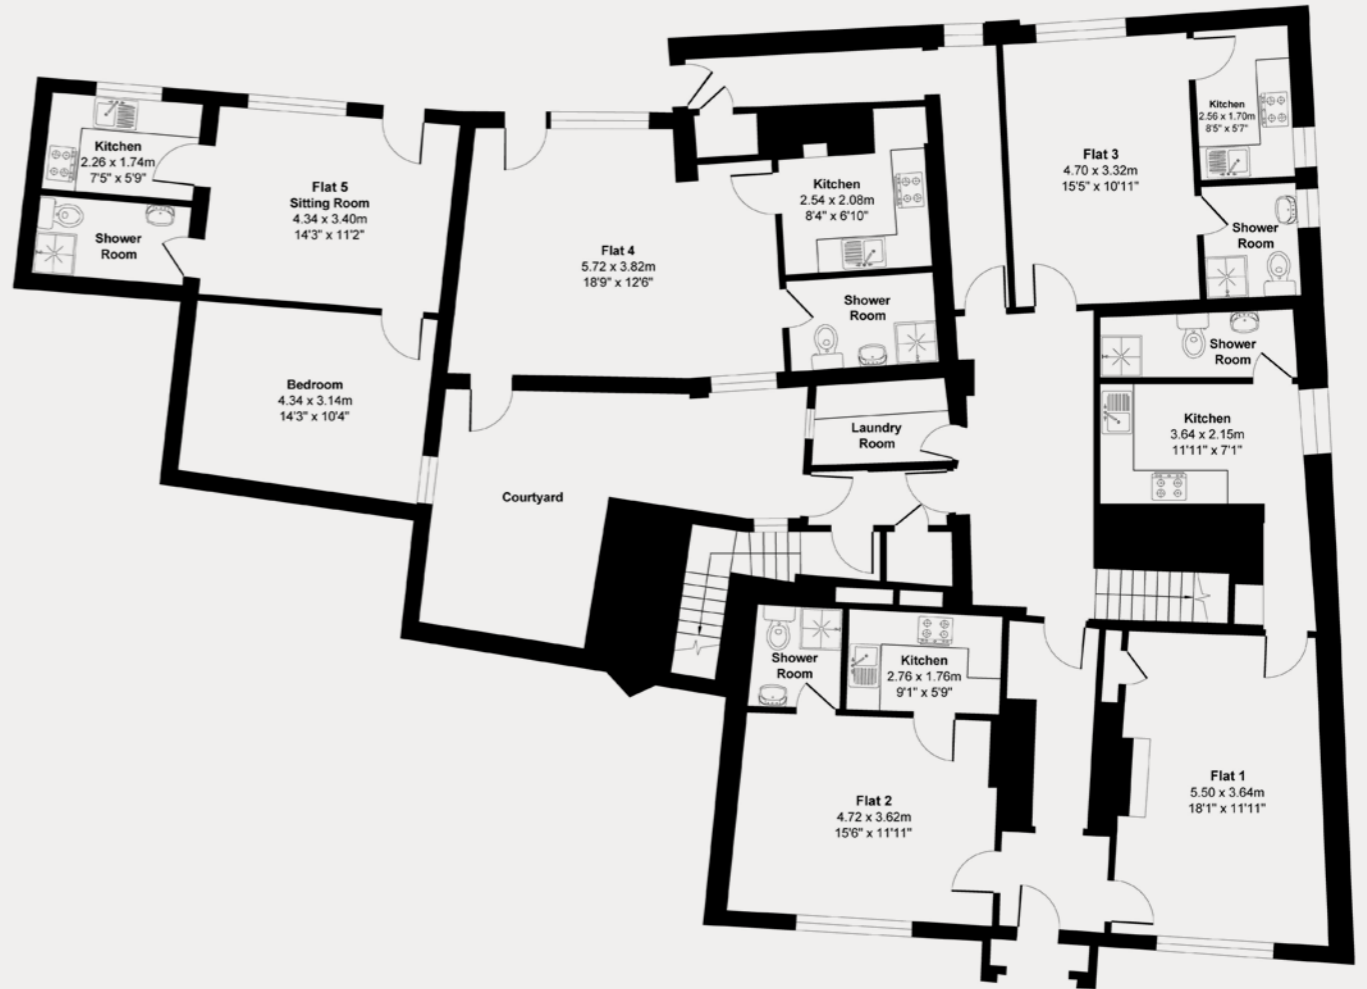 Kitchen
2.26 x 1.74m
7'5" x 5'9"
Shower
Room
Flat 5
Sitting Room
4.34 x 3.40m
14'3" x 11'2"
Bedroom
4.34 x 3.14m
14'3" x 10'4"
Flat 4
5.72 x 3.82m
18'9" x 12'6"
Kitchen
2.54 x 2.08m
8'4" x 6'10"
Shower
Room
Flat 3
4.70 x 3.32m
15'5" x 10'11"
Kitchen
2.56 x 1.70m
8'5" x 5'7"
Shower
Room
Shower
Room
Kitchen
3.64 x 2.15m
11'11" x 7'1"
Laundry
Room
Courtyard
Shower
Room
Kitchen
2.76 x 1.76m
9'1" x 5'9"
Flat 2
4.72 x 3.62m
15'6" x 11'11"
Flat 1
5.50 x 3.64m
18'1" x 11'11"